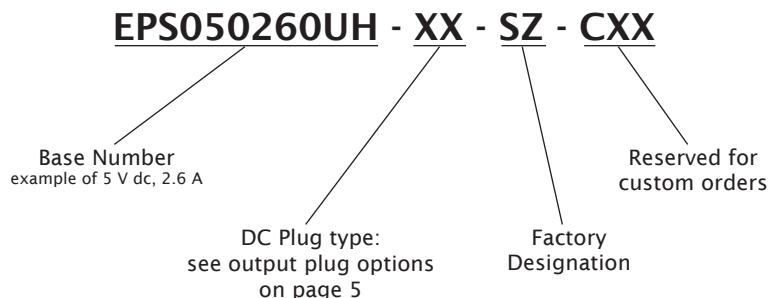 EPS050260UH - XX - SZ - CXX
Base Number
example of 5 V dc, 2.6 A
DC Plug type:
see output plug options
on page 5
Factory
Designation
Reserved for
custom orders